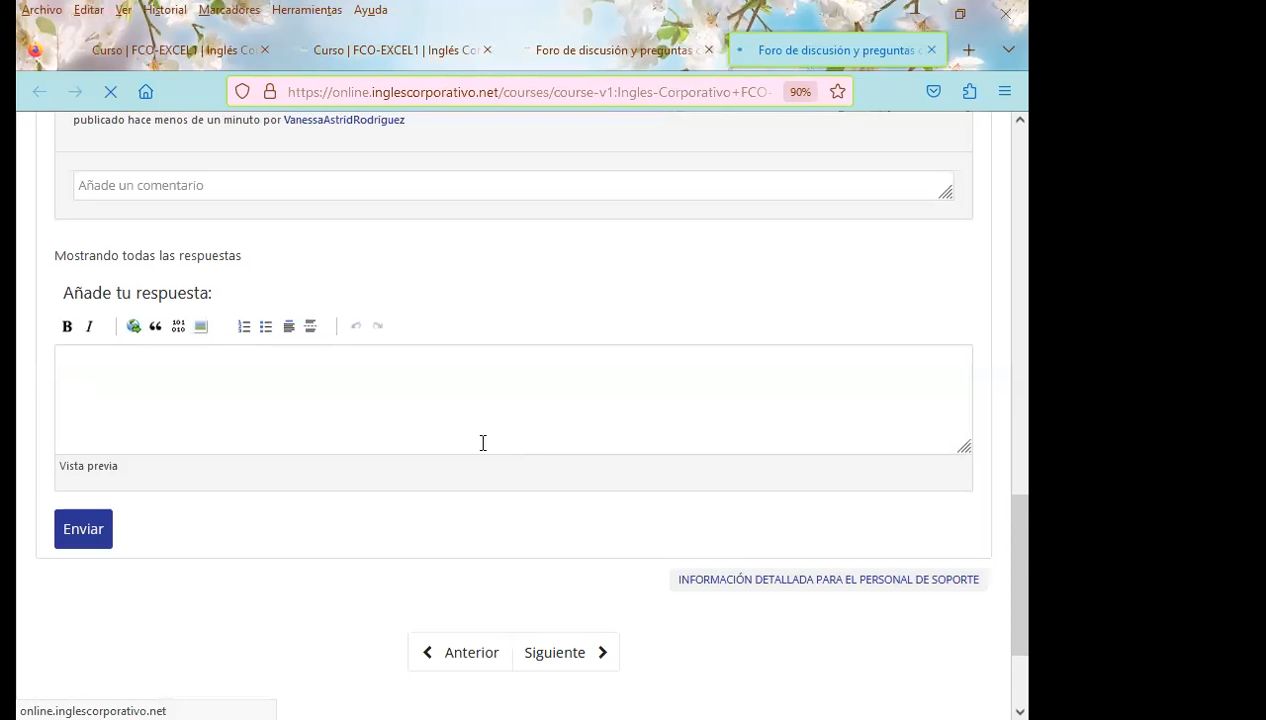 Archivo Editar Ver Historial Marcadores Herramientas Ayuda
Curso | FCO-EXCEL1 | Inglés Co Curso | FCO-EXCEL1 | Inglés Cor Foro de discusión y preguntas c Foro de discusión y preguntas c
https://online.inglescorporativo.net/courses/course-v1:Ingles-Corporativo+FCO- 90%
publicado hace menos de un minuto por VanessaAstridRodriguez
Añade un comentario
Mostrando todas las respuestas
Añade tu respuesta:
B I 101 010
Vista previa
Enviar
INFORMACIÓN DETALLADA PARA EL PERSONAL DE SOPORTE
Anterior Siguiente
online.inglescorporativo.net